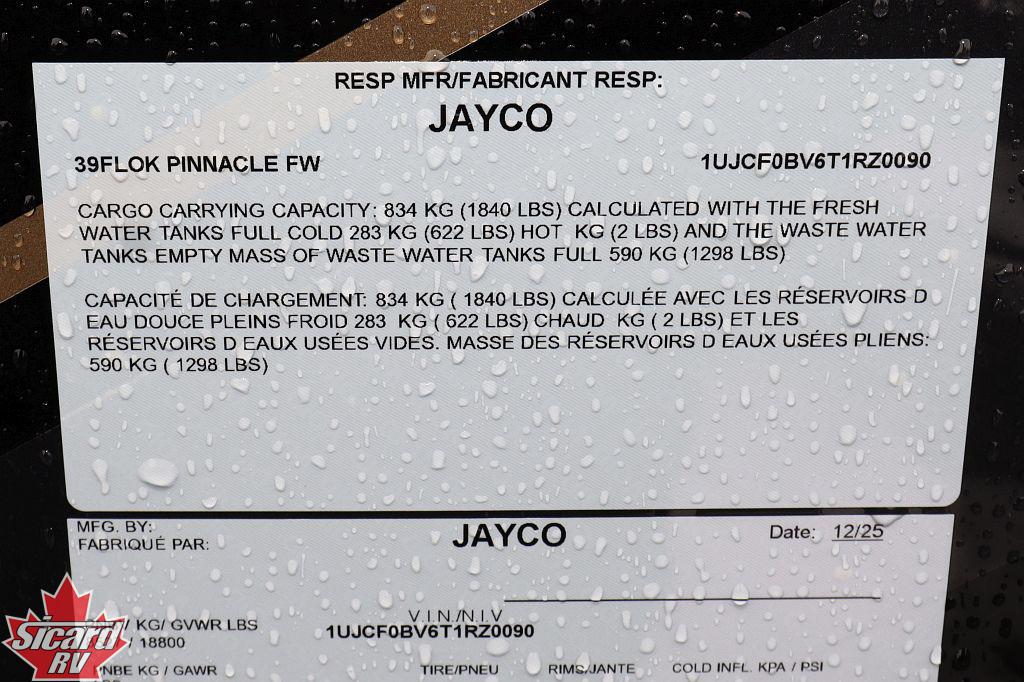 RESP MFR/FABRICANT RESP:
JAYCO
39FLOK PINNACLE FW 1UJCF0BV6T1RZ0090
CARGO CARRYING CAPACITY: 834 KG (1840 LBS) CALCULATED WITH THE FRESH
WATER TANKS FULL COLD 283 KG (622 LBS) HOT KG (2 LBS) AND THE WASTE WATER
TANKS EMPTY MASS OF WASTE WATER TANKS FULL 590 KG (1298 LBS)
CAPACITÉ DE CHARGEMENT: 834 KG ( 1840 LBS) CALCULÉE AVEC LES RÉSERVOIRS D
EAU DOUCE PLEINS FROID 283 KG ( 622 LBS) CHAUD KG ( 2 LBS) ET LES
RÉSERVOIRS D EAUX USÉES VIDES. MASSE DES RÉSERVOIRS D EAUX USÉES PLIENS:
590 KG ( 1298 LBS)
MFG. BY: JAYCO Date: 12/25
FABRIQUÉ PAR:
V.I.N./N.I.V
/ KG/ GVWR LBS
1UJCF0BV6T1RZ0090
/ 18800
KG / GAWR TIRE/PNEU RIMS/JANTE COLD INFL. KPA / PSI
Sicard
RV